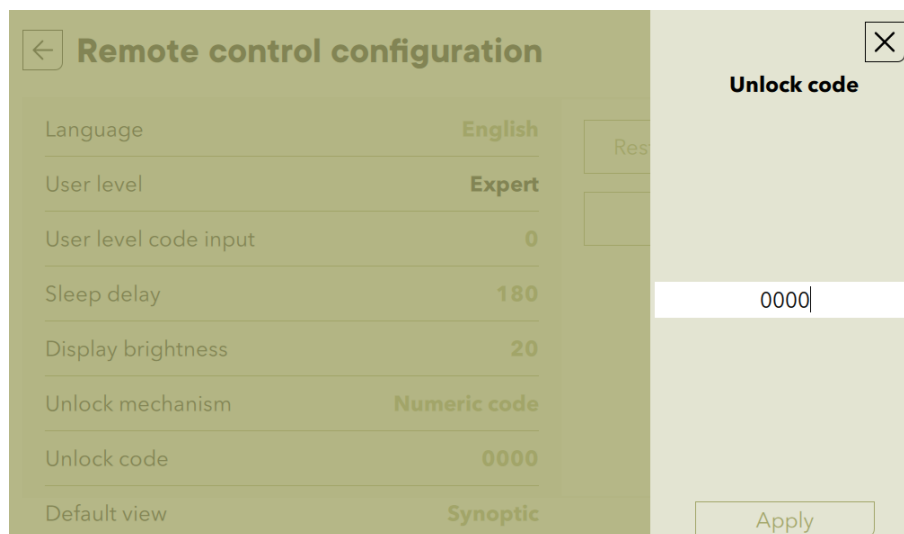 Remote control configuration
Language English
User level Expert
User level code input 0
Sleep delay 180
Display brightness 20
Unlock mechanism Numeric code
Unlock code 0000
Default view Synoptic
Res
Unlock code
0000
Apply